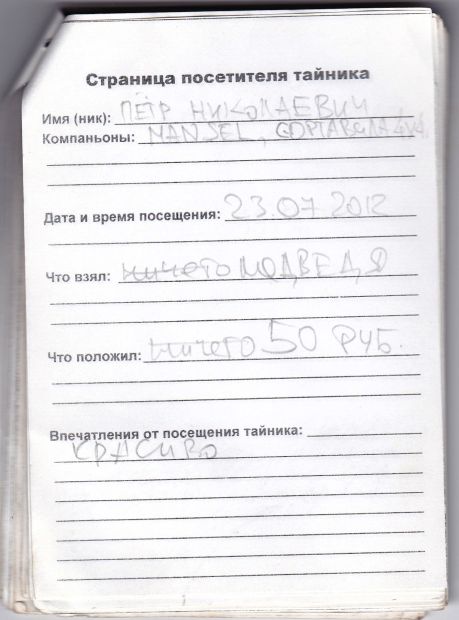 Страница посетителя тайника
Имя (ник): ПЁТР НИКОЛАЕВИЧ
Компаньоны: MANSEL,
Дата и время посещения: 23.07.2012
Что взял: ничего МЕДВЕДЯ
Что положил: ничего 50 РУБ.
Впечатления от посещения тайника:
КРАСИВО